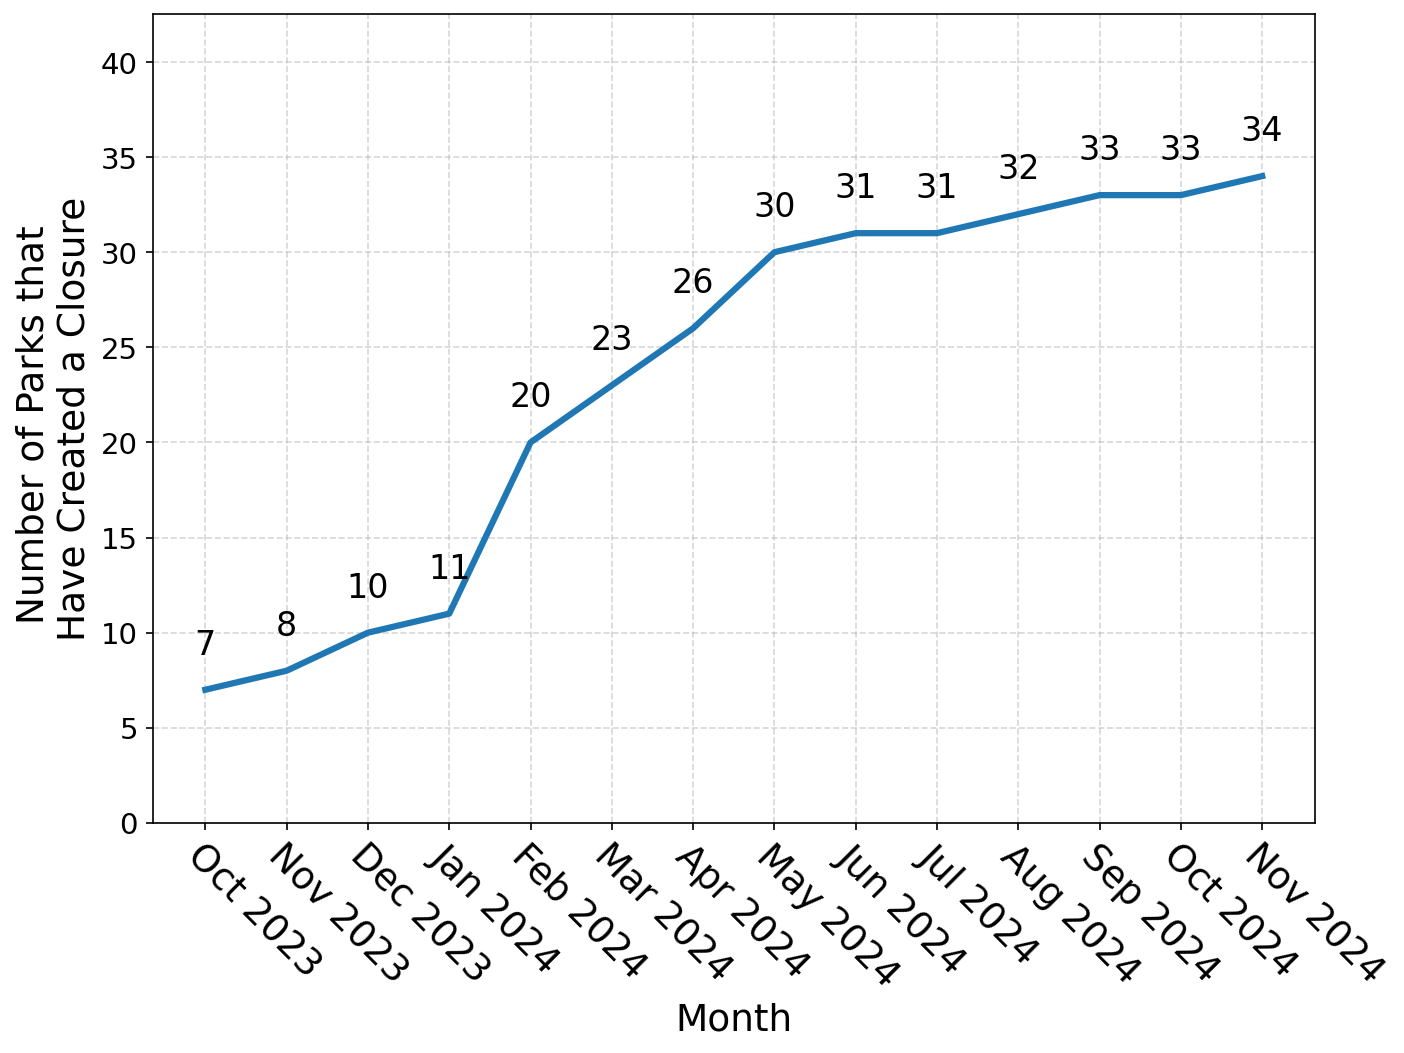 Number of Parks that
Have Created a Closure
40
35
30
25
20
15
10
5
0
7
8
10
11
20
23
26
30
31
31
32
33
33
34
Oct 2023
Nov 2023
Dec 2023
Jan 2024
Feb 2024
Mar 2024
Apr 2024
May 2024
Jun 2024
Jul 2024
Aug 2024
Sep 2024
Oct 2024
Nov 2024
Month